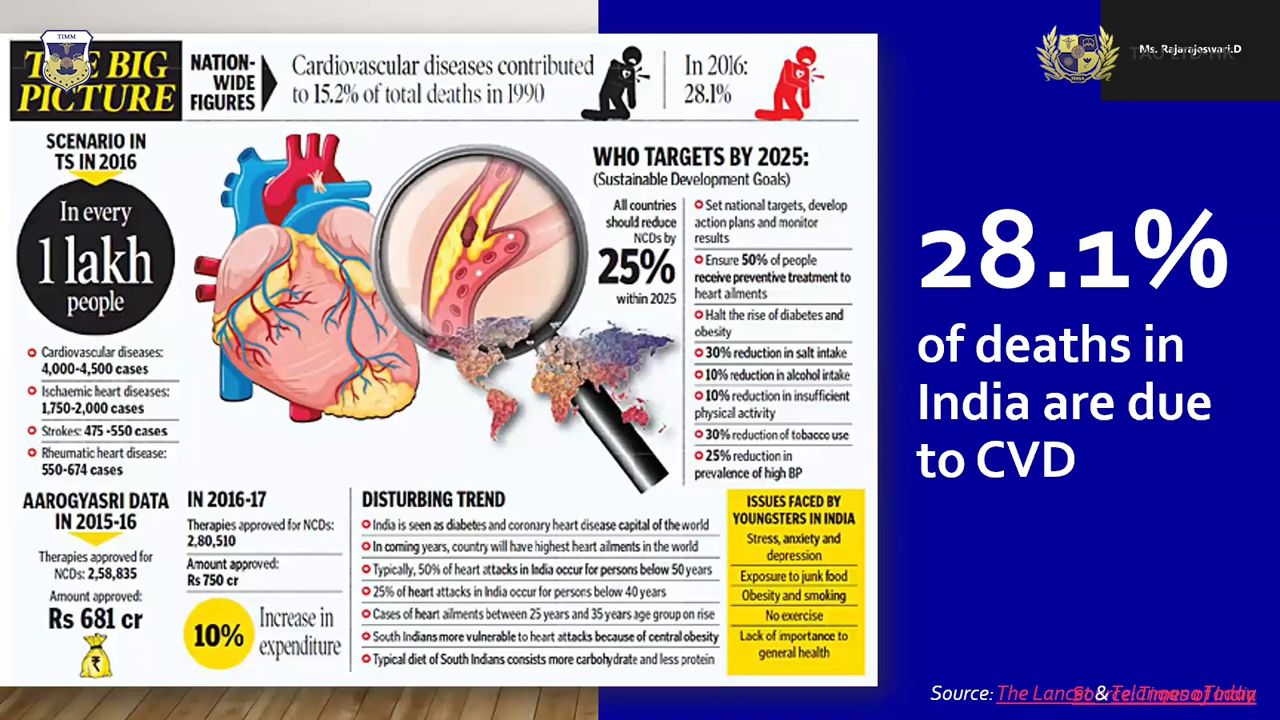 TIMM
THE BIG
PICTURE
NATION-
WIDE
FIGURES
Cardiovascular diseases contributed
to 15.2% of total deaths in 1990
In 2016:
28.1%
Ms. Rajarajeswari.D
SCENARIO IN
TS IN 2016
In every
1 lakh
people
Cardiovascular diseases:
4,000-4,500 cases
Ischaemic heart diseases:
1,750-2,000 cases
Strokes: 475 -550 cases
Rheumatic heart disease:
550-674 cases
WHO TARGETS BY 2025:
(Sustainable Development Goals)
All countries
should reduce
NCDs by
25%
within 2025
Set national targets, develop
action plans and monitor
results
Ensure 50% of people
receive preventive treatment to
heart ailments
Halt the rise of diabetes and
obesity
30% reduction in salt intake
10% reduction in alcohol intake
10% reduction in insufficient
physical activity
30% reduction of tobacco use
25% reduction in
prevalence of high BP
28.1%
of deaths in
India are due
to CVD
AAROGYASRI DATA
IN 2015-16
Therapies approved for
NCDs: 2,58,835
Amount approved:
Rs 681 cr
₹
IN 2016-17
Therapies approved for NCDs:
2,80,510
Amount approved:
Rs 750 cr
10%
Increase in
expenditure
DISTURBING TREND
India is seen as diabetes and coronary heart disease capital of the world
In coming years, country will have highest heart ailments in the world
Typically, 50% of heart attacks in India occur for persons below 50 years
25% of heart attacks in India occur for persons below 40 years
Cases of heart ailments between 25 years and 35 years age group on rise
South Indians more vulnerable to heart attacks because of central obesity
Typical diet of South Indians consists more carbohydrate and less protein
ISSUES FACED BY
YOUNGSTERS IN INDIA
Stress, anxiety and
depression
Exposure to junk food
Obesity and smoking
No exercise
Lack of importance to
general health
Source: The Lancet & Telangana Today